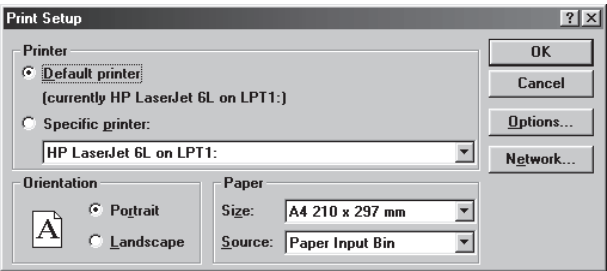 Print Setup
Printer
Default printer
(currently HP LaserJet 6L on LPT1:)
Specific printer:
HP LaserJet 6L on LPT1:
OK
Cancel
Options...
Network...
Orientation
A
Portrait
Landscape
Paper
Size: A4 210 x 297 mm
Source: Paper Input Bin